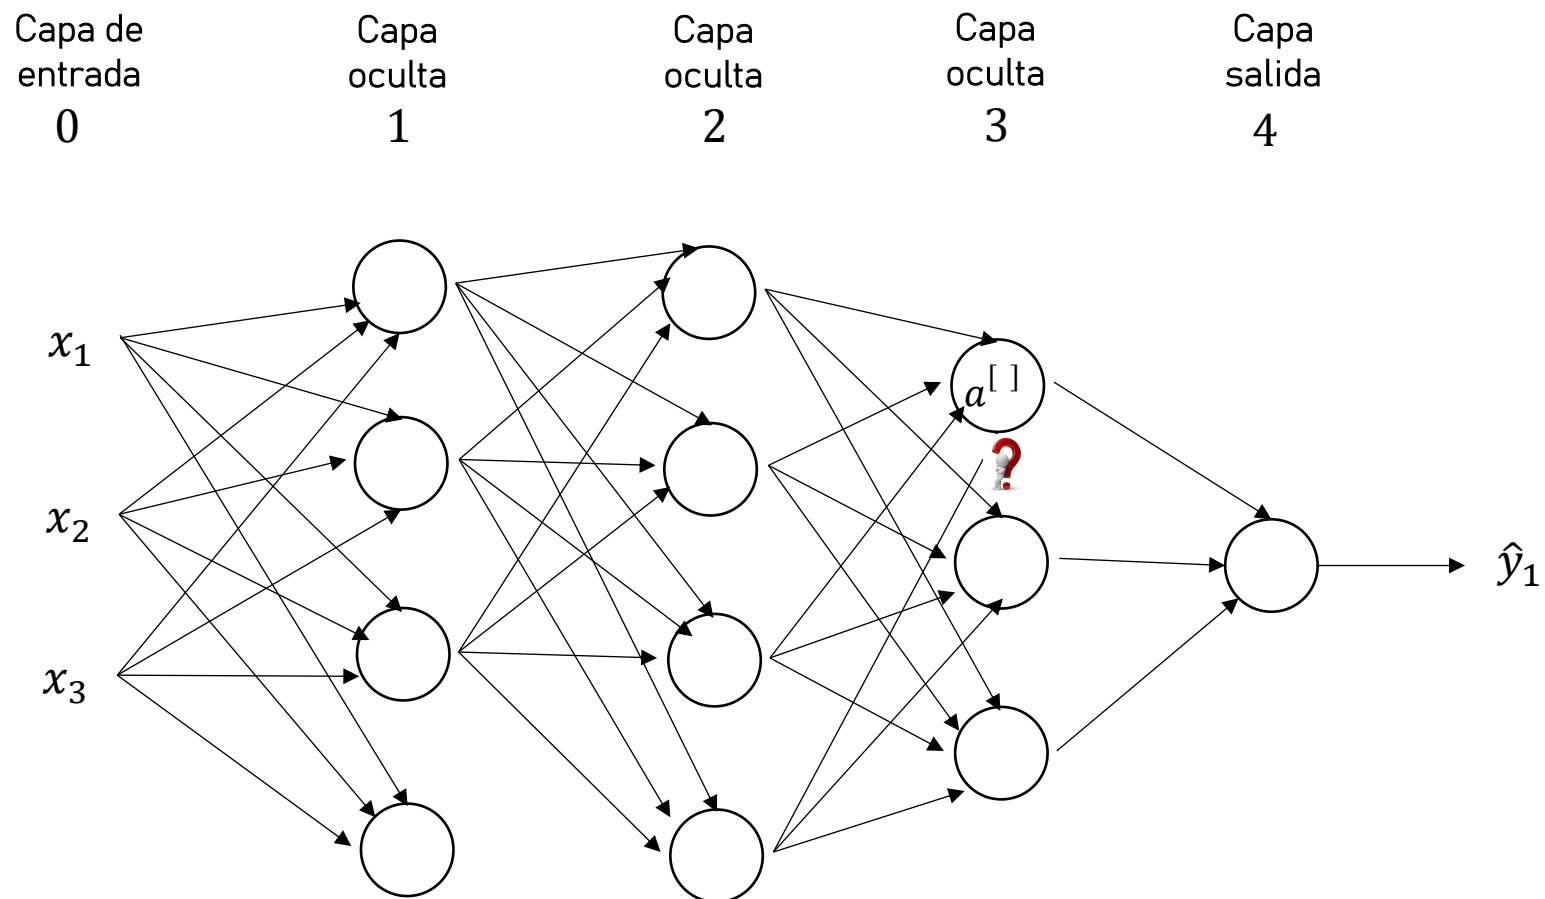 Capa de
entrada
0
Capa
oculta
1
Capa
oculta
2
Capa
oculta
3
Capa
salida
4
x₁
x₂
x₃
a[ ]
?
ŷ₁